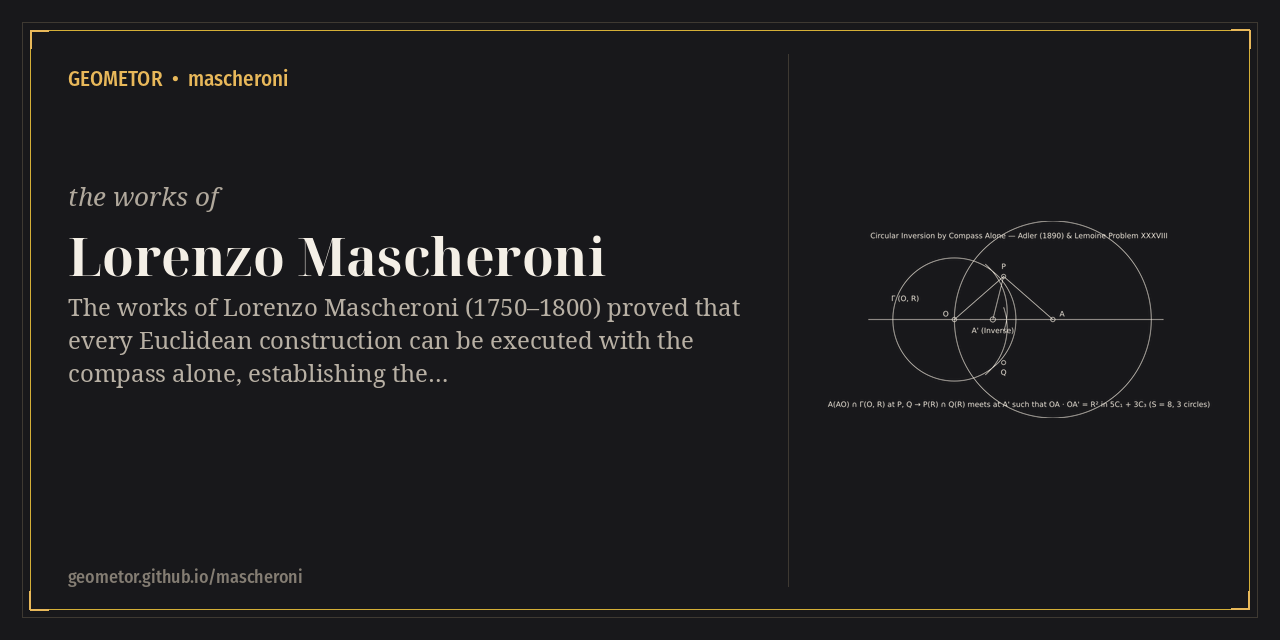 GEOMETOR • mascheroni
the works of
Lorenzo Mascheroni
The works of Lorenzo Mascheroni (1750–1800) proved that
every Euclidean construction can be executed with the
compass alone, establishing the...
geometor.github.io/mascheroni
Circular Inversion by Compass Alone — Adler (1890) & Lemoine Problem XXXVIII
P
Γ (O, R)
O
A
A' (Inverse)
Q
A(AO) ∩ Γ(O, R) at P, Q → P(R) ∩ Q(R) meets at A' such that OA · OA' = R² in 5C₁ + 3C₃ (S = 8, 3 circles)